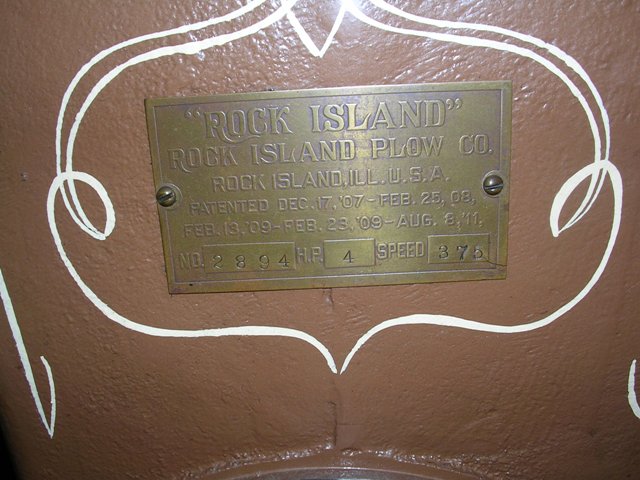 "ROCK ISLAND"
ROCK ISLAND PLOW CO.
ROCK ISLAND, ILL. U.S.A.
PATENTED DEC. 17, '07 - FEB. 25, 08,
FEB. 13, '09 - FEB. 23, '09 - AUG. 8, '11.
NO. 2894 H.P. 4 SPEED 375